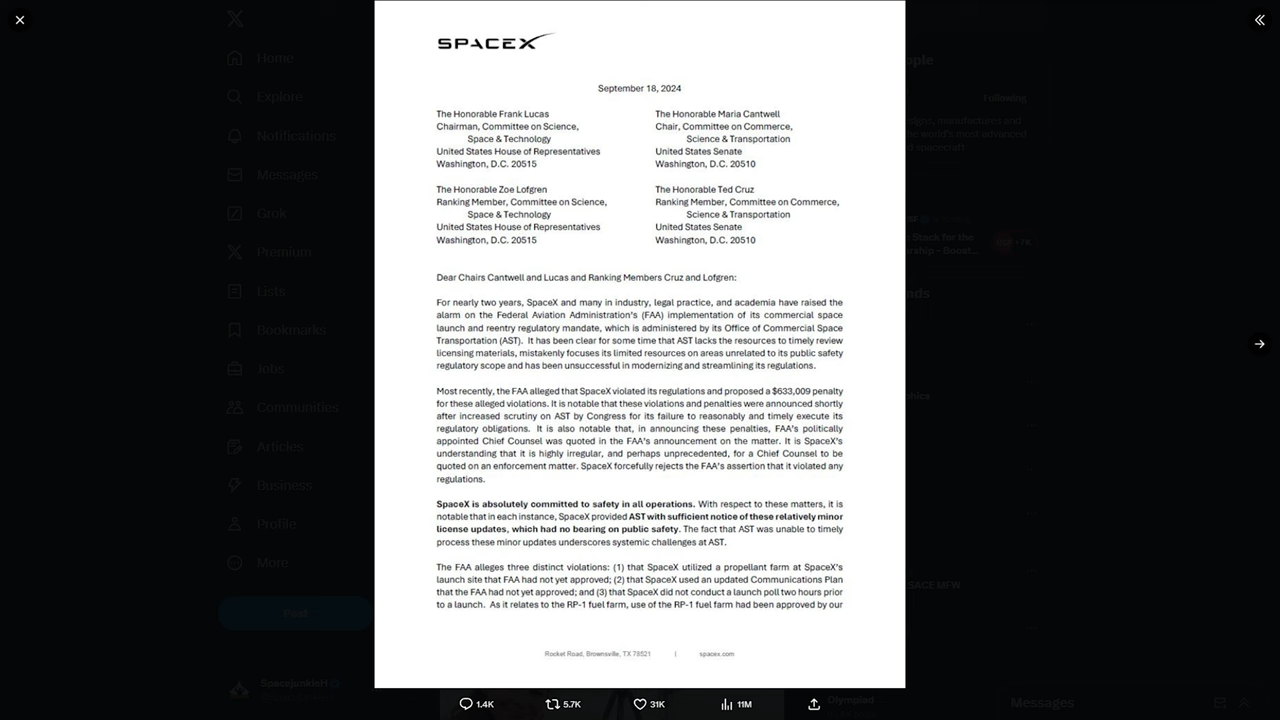 SPACEX
September 18, 2024
The Honorable Frank Lucas
Chairman, Committee on Science,
Space & Technology
United States House of Representatives
Washington, D.C. 20515
The Honorable Maria Cantwell
Chair, Committee on Commerce,
Science & Transportation
United States Senate
Washington, D.C. 20510
The Honorable Zoe Lofgren
Ranking Member, Committee on Science,
Space & Technology
United States House of Representatives
Washington, D.C. 20515
The Honorable Ted Cruz
Ranking Member, Committee on Commerce,
Science & Transportation
United States Senate
Washington, D.C. 20510
Dear Chairs Cantwell and Lucas and Ranking Members Cruz and Lofgren:
For nearly two years, SpaceX and many in industry, legal practice, and academia have raised the
alarm on the Federal Aviation Administration's (FAA) implementation of its commercial space
launch and reentry regulatory mandate, which is administered by its Office of Commercial Space
Transportation (AST). It has been clear for some time that AST lacks the resources to timely review
licensing materials, mistakenly focuses its limited resources on areas unrelated to its public safety
regulatory scope and has been unsuccessful in modernizing and streamlining its regulations.
Most recently, the FAA alleged that SpaceX violated its regulations and proposed a $633,009 penalty
for these alleged violations. It is notable that these violations and penalties were announced shortly
after increased scrutiny on AST by Congress for its failure to reasonably and timely execute its
regulatory obligations. It is also notable that, in announcing these penalties, FAA's politically
appointed Chief Counsel was quoted in the FAA's announcement on the matter. It is SpaceX's
understanding that it is highly irregular, and perhaps unprecedented, for a Chief Counsel to be
quoted on an enforcement matter. SpaceX forcefully rejects the FAA's assertion that it violated any
regulations.
SpaceX is absolutely committed to safety in all operations. With respect to these matters, it is
notable that in each instance, SpaceX provided AST with sufficient notice of these relatively minor
license updates, which had no bearing on public safety. The fact that AST was unable to timely
process these minor updates underscores systemic challenges at AST.
The FAA alleges three distinct violations: (1) that SpaceX utilized a propellant farm at SpaceX's
launch site that FAA had not yet approved; (2) that SpaceX used an updated Communications Plan
that the FAA had not yet approved; and (3) that SpaceX did not conduct a launch poll two hours prior
to a launch. As it relates to the RP-1 fuel farm, use of the RP-1 fuel farm had been approved by our
Rocket Road, Brownsville, TX 78521 | spacex.com
1.4K 5.7K 31K 11M
Home
Explore
Notifications
Messages
Grok
Premium
Lists
Bookmarks
Jobs
Communities
Articles
Business
Profile
More
Post
SpacejunkieH
Following
Messages